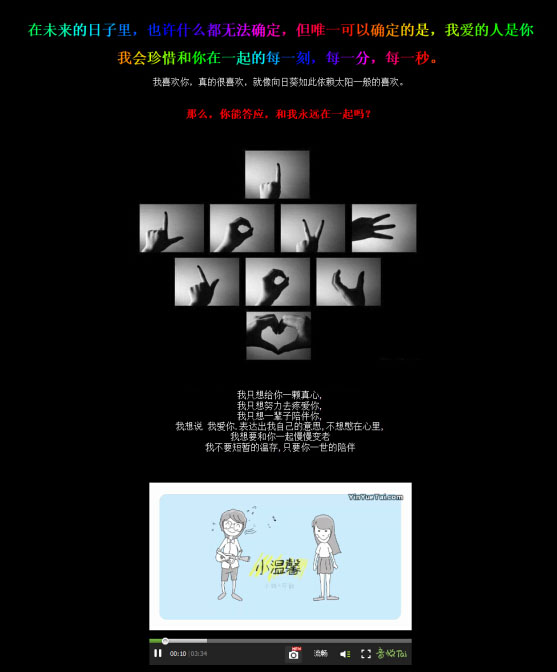 在未来的日子里，也许什么都无法确定，但唯一可以确定的是，我爱的人是你
我会珍惜和你在一起的每一刻，每一分，每一秒。
我喜欢你，真的很喜欢，就像向日葵如此依赖太阳一般的喜欢。
那么，你能答应，和我永远在一起吗？
我只想给你一颗真心,
我只想努力去疼爱你,
我只想一辈子陪伴你,
我想说 我爱你.表达出我自己的意思,不想憋在心里,
我想要和你一起慢慢变老
我不要短暂的温存,只要你一世的陪伴
YinYueTai.com
小温馨
00:10 | 03:34
NEW
流畅
音悦Tai